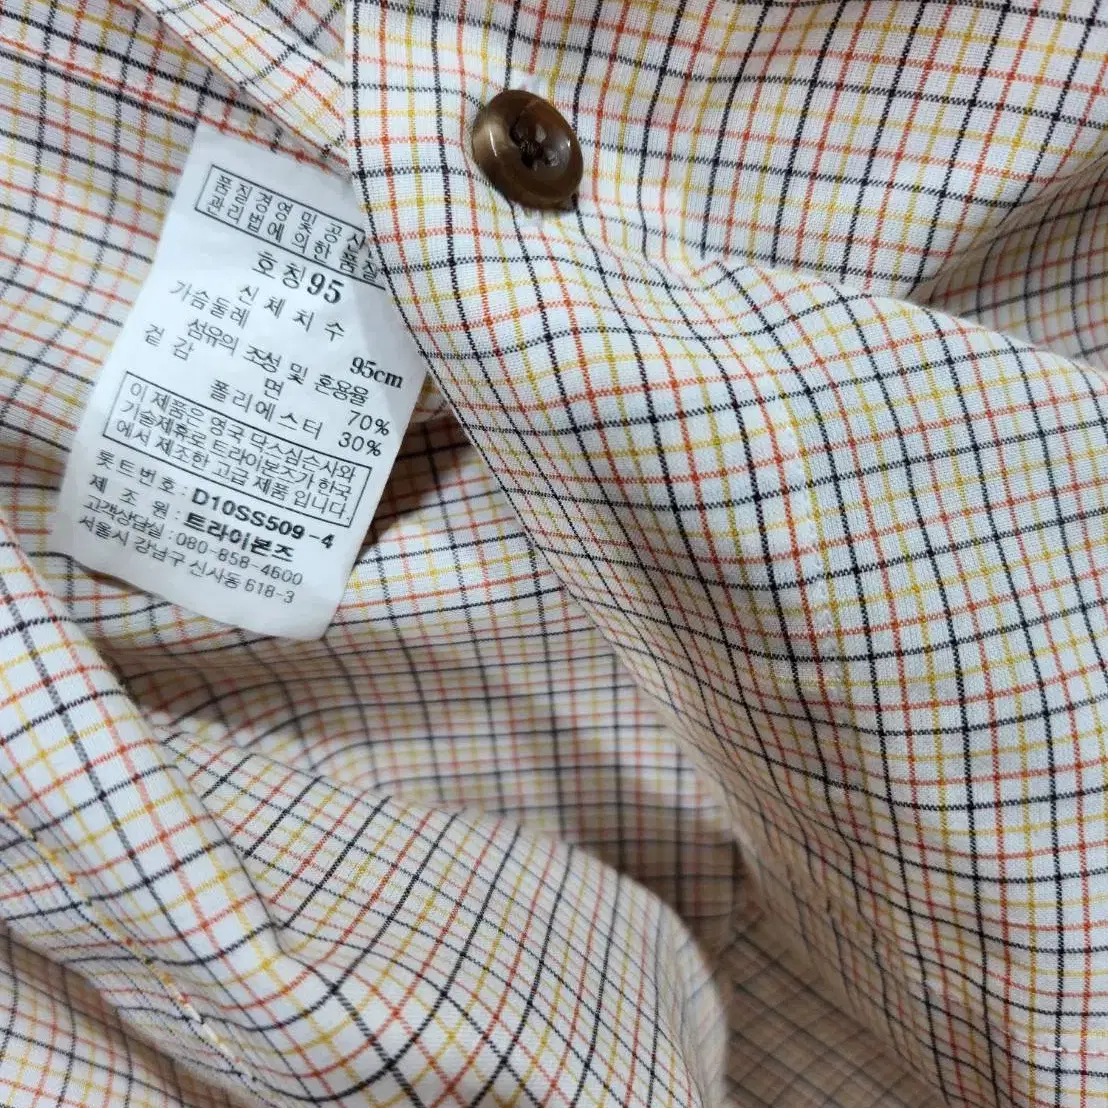 품질경영및공산
관리법에의한품질
호칭95
신체치수
가슴둘레 95cm
섬유의 조성 및 혼용율
겉감 면 70%
폴리에스터 30%
이 제품은 영국 닥스심슨사와
기술제휴로 트라이본즈가 한국
에서 제조한 고급 제품 입니다.
롯트번호 : D10SS509-4
제 조 원 : 트라이본즈
고객상담실 : 080-858-4600
서울시 강남구 신사동 618-3